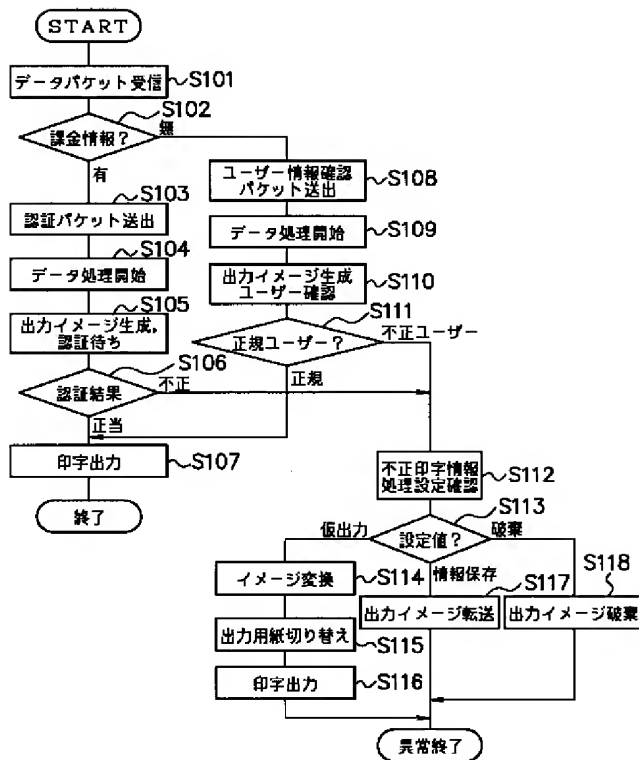 START
データパケット受信
S101
課金情報?
S102
無
有
認証パケット送出
S103
データ処理開始
S104
出力イメージ生成,
認証待ち
S105
認証結果
S106
不正
正当
印字出力
S107
終了
ユーザー情報確認
パケット送出
S108
データ処理開始
S109
出力イメージ生成
ユーザー確認
S110
正規ユーザー?
S111
不正ユーザー
正規
不正印字情報
処理設定確認
S112
設定値?
S113
仮出力
情報保存
破棄
イメージ変換
S114
出力用紙切り替え
S115
印字出力
S116
出力イメージ転送
S117
出力イメージ破棄
S118
異常終了